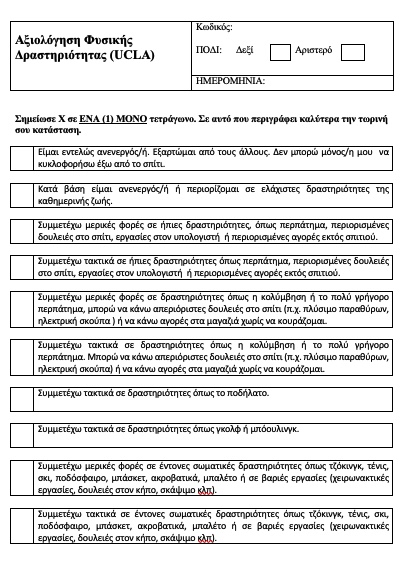 Αξιολόγηση Φυσικής
Δραστηριότητας (UCLA)
Κωδικός:
ΠΟΔΙ: Δεξί Αριστερό
ΗΜΕΡΟΜΗΝΙΑ:
Σημείωσε Χ σε ΕΝΑ (1) ΜΟΝΟ τετράγωνο. Σε αυτό που περιγράφει καλύτερα την τωρινή
σου κατάσταση.
Είμαι εντελώς ανενεργός/ή. Εξαρτώμαι από τους άλλους. Δεν μπορώ μόνος/η μου να
κυκλοφορήσω έξω από το σπίτι.
Κατά βάση είμαι ανενεργός/ή ή περιορίζομαι σε ελάχιστες δραστηριότητες της
καθημερινής ζωής.
Συμμετέχω μερικές φορές σε ήπιες δραστηριότητες, όπως περπάτημα, περιορισμένες
δουλειές στο σπίτι, εργασίες στον υπολογιστή ή περιορισμένες αγορές εκτός σπιτιού.
Συμμετέχω τακτικά σε ήπιες δραστηριότητες, όπως περπάτημα, περιορισμένες δουλειές στο
σπίτι, εργασίες στον υπολογιστή ή περιορισμένες αγορές εκτός σπιτιού.
Συμμετέχω μερικές φορές σε δραστηριότητες όπως η κολύμβηση ή το πολύ γρήγορο
περπάτημα, μπορώ να κάνω απεριόριστες δουλειές στο σπίτι (π.χ. πλύσιμο παραθύρων,
ηλεκτρική σκούπα ) ή να κάνω αγορές στα μαγαζιά χωρίς να κουράζομαι.
Συμμετέχω τακτικά σε δραστηριότητες όπως η κολύμβηση ή το πολύ γρήγορο
περπάτημα. Μπορώ να κάνω απεριόριστες δουλειές στο σπίτι (π.χ. πλύσιμο παραθύρων,
ηλεκτρική σκούπα) ή να κάνω αγορές στα μαγαζιά χωρίς να κουράζομαι.
Συμμετέχω τακτικά σε δραστηριότητες όπως το ποδήλατο.
Συμμετέχω τακτικά σε δραστηριότητες όπως γκολφ ή μπόουλινγκ.
Συμμετέχω μερικές φορές σε έντονες σωματικές δραστηριότητες όπως τζόκινγκ, τένις,
σκι, ποδόσφαιρο, μπάσκετ, ακροβατικά, μπαλέτο ή σε βαριές εργασίες (χειρωνακτικές
εργασίες, δουλειές στον κήπο, σκάψιμο κλπ).
Συμμετέχω τακτικά σε έντονες σωματικές δραστηριότητες όπως τζόκινγκ, τένις, σκι,
ποδόσφαιρο, μπάσκετ, ακροβατικά, μπαλέτο ή σε βαριές εργασίες (χειρωνακτικές
εργασίες, δουλειές στον κήπο, σκάψιμο κλπ).